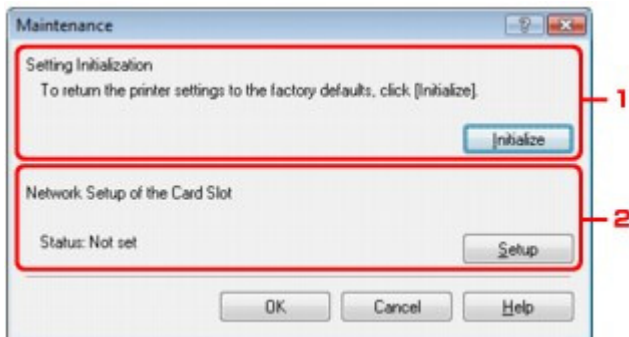 Maintenance
Setting Initialization
To return the printer settings to the factory defaults, click [Initialize].
1
Initialize
Network Setup of the Card Slot
2
Status: Not set
Setup
OK Cancel Help